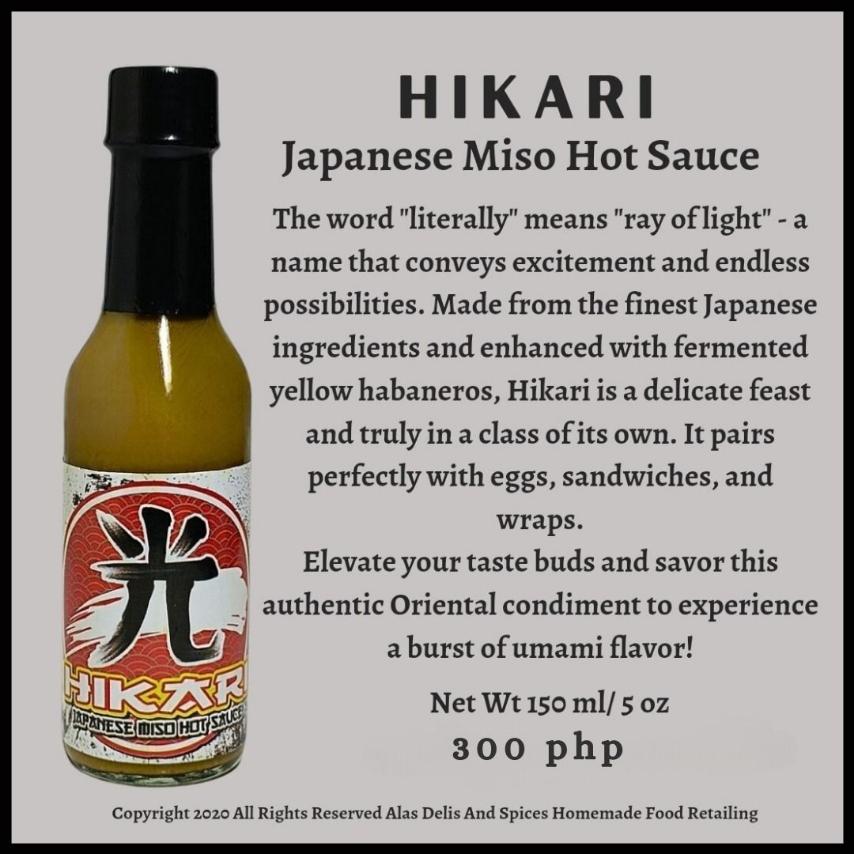 HIKARI
Japanese Miso Hot Sauce
The word "literally" means "ray of light" - a
name that conveys excitement and endless
possibilities. Made from the finest Japanese
ingredients and enhanced with fermented
yellow habaneros, Hikari is a delicate feast
and truly in a class of its own. It pairs
perfectly with eggs, sandwiches, and
wraps.
Elevate your taste buds and savor this
authentic Oriental condiment to experience
a burst of umami flavor!
Net Wt 150 ml/ 5 oz
300 php
光
HIKARI
JAPANESE MISO HOT SAUCE
Copyright 2020 All Rights Reserved Alas Delis And Spices Homemade Food Retailing